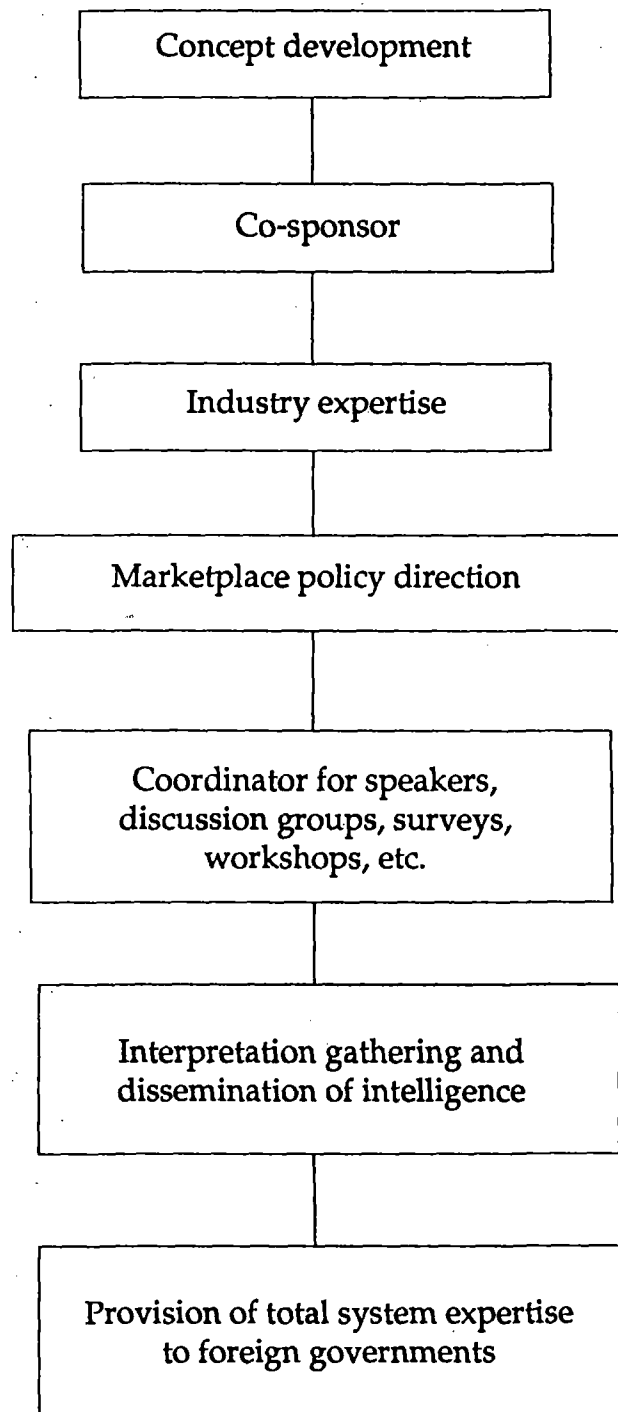 Concept development
Co-sponsor
Industry expertise
Marketplace policy direction
Coordinator for speakers,
discussion groups, surveys,
workshops, etc.
Interpretation gathering and
dissemination of intelligence
Provision of total system expertise
to foreign governments